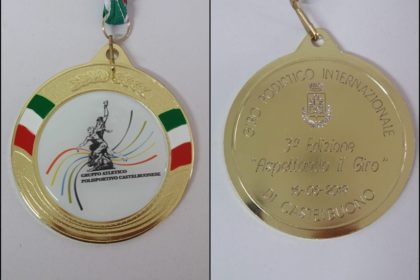 GRUPPO ATLETICO
POLISPORTIVO CASTELBUONESE
GIRO PODISTICO INTERNAZIONALE
3ª Edizione
"Aspettando il Giro"
DI CASTELBUONO